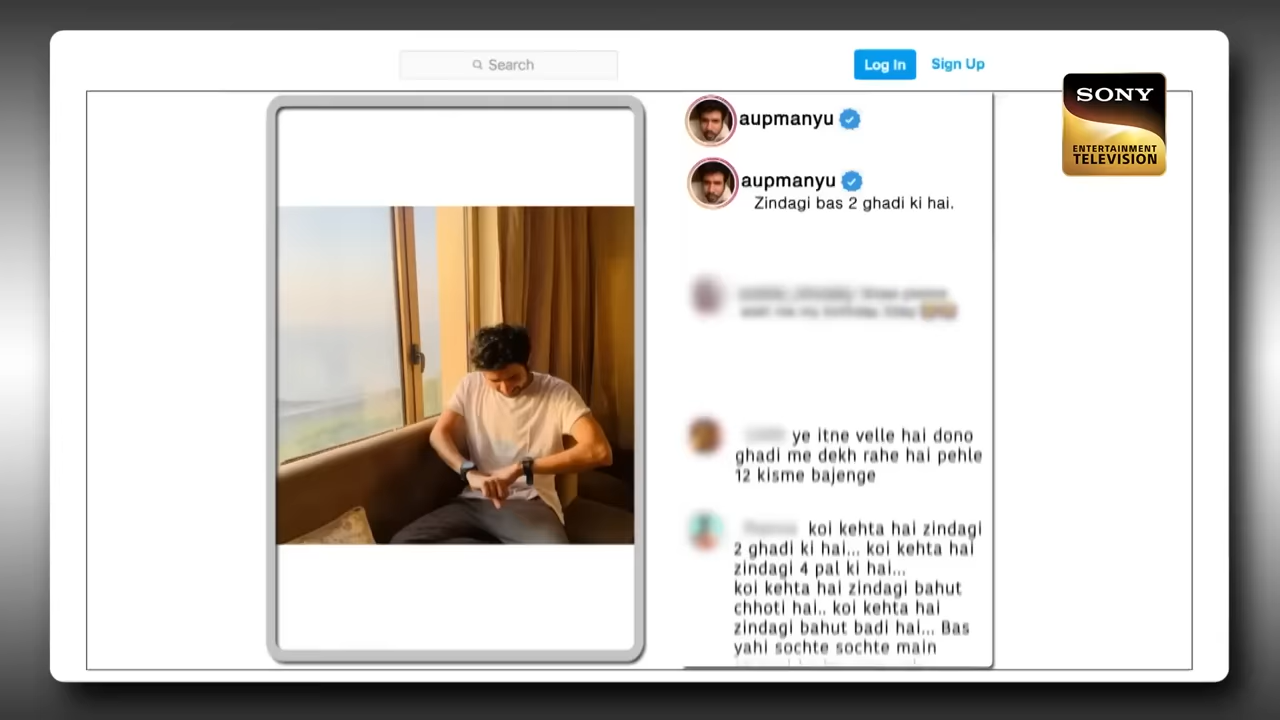 Search
Log In
Sign Up
SONY
ENTERTAINMENT
TELEVISION
aupmanyu
aupmanyu
Zindagi bas 2 ghadi ki hai.
ye itne velle hai dono
ghadi me dekh rahe hai pehle
12 kisme bajenge
koi kehta hai zindagi
2 ghadi ki hai... koi kehta hai
zindagi 4 pal ki hai...
koi kehta hai zindagi bahut
chhoti hai.. koi kehta hai
zindagi bahut badi hai... Bas
yahi sochte sochte main